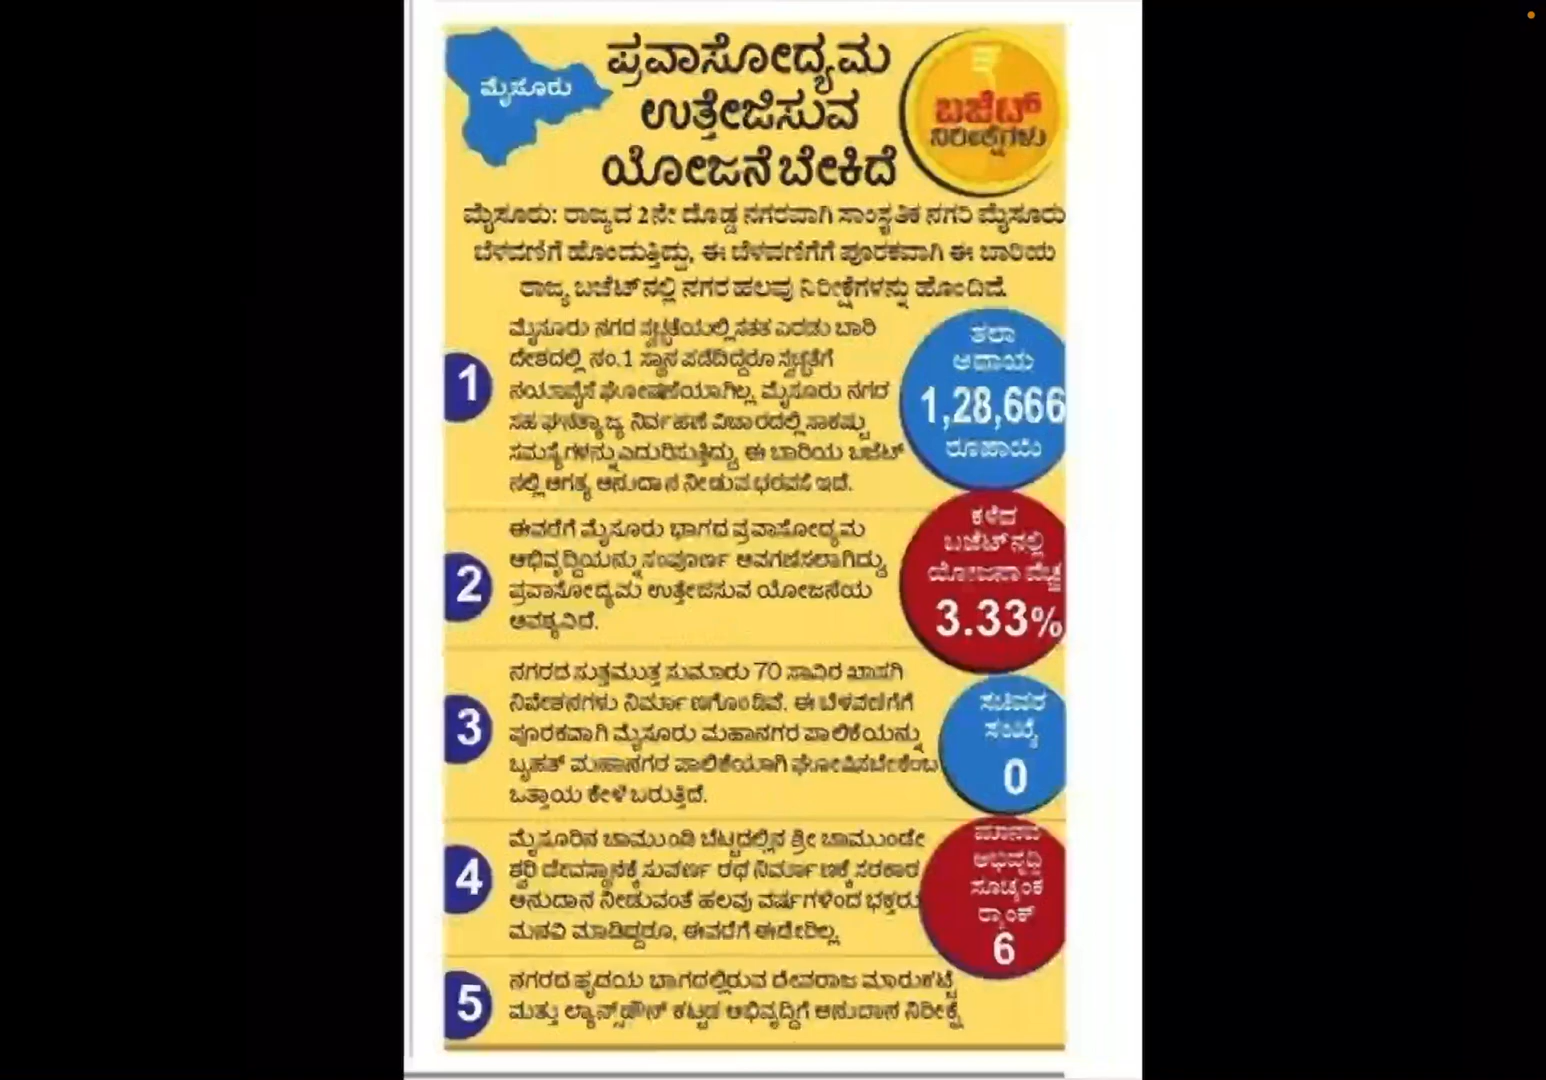 ಮೈಸೂರು
ಪ್ರವಾಸೋದ್ಯಮ
ಉತ್ತೇಜಿಸುವ
ಯೋಜನೆ ಬೇಕಿದೆ
₹
ಬಜೆಟ್
ನಿರೀಕ್ಷೆಗಳು
ಮೈಸೂರು: ರಾಜ್ಯದ 2ನೇ ದೊಡ್ಡ ನಗರವಾಗಿ ಸಾಂಸ್ಕೃತಿಕ ನಗರಿ ಮೈಸೂರು
ಬೆಳವಣಿಗೆ ಹೊಂದುತ್ತಿದ್ದು, ಈ ಬೆಳವಣಿಗೆಗೆ ಪೂರಕವಾಗಿ ಈ ಬಾರಿಯ
ರಾಜ್ಯ ಬಜೆಟ್‌ನಲ್ಲಿ ನಗರ ಹಲವು ನಿರೀಕ್ಷೆಗಳನ್ನು ಹೊಂದಿದೆ.
1
ಮೈಸೂರು ನಗರ ಸ್ವಚ್ಛತೆಯಲ್ಲಿ ಸತತ ಎರಡು ಬಾರಿ
ದೇಶದಲ್ಲಿ ನಂ.1 ಸ್ಥಾನ ಪಡೆದಿದ್ದರೂ ಸ್ವಚ್ಛತೆಗೆ
ನಯಾಪೈಸೆ ಘೋಷಣೆಯಾಗಿಲ್ಲ. ಮೈಸೂರು ನಗರ
ಸಹ ಘನತ್ಯಾಜ್ಯ ನಿರ್ವಹಣೆ ವಿಚಾರದಲ್ಲಿ ಸಾಕಷ್ಟು
ಸಮಸ್ಯೆಗಳನ್ನು ಎದುರಿಸುತ್ತಿದ್ದು, ಈ ಬಾರಿಯ ಬಜೆಟ್
ನಲ್ಲಿ ಅಗತ್ಯ ಅನುದಾನ ನೀಡುವ ಭರವಸೆ ಇದೆ.
ತಲಾ
ಆದಾಯ
1,28,666
ರೂಪಾಯಿ
2
ಈವರೆಗೆ ಮೈಸೂರು ಭಾಗದ ಪ್ರವಾಸೋದ್ಯಮ
ಅಭಿವೃದ್ಧಿಯನ್ನು ಸಂಪೂರ್ಣ ಅವಗಣಿಸಲಾಗಿದ್ದು,
ಪ್ರವಾಸೋದ್ಯಮ ಉತ್ತೇಜಿಸುವ ಯೋಜನೆಯ
ಅವಶ್ಯವಿದೆ.
ಕಳೆದ
ಬಜೆಟ್‌ನಲ್ಲಿ
ಯೋಜನಾ ವೆಚ್ಚ
3.33%
3
ನಗರದ ಸುತ್ತಮುತ್ತ ಸುಮಾರು 70 ಸಾವಿರ ಖಾಸಗಿ
ನಿವೇಶನಗಳು ನಿರ್ಮಾಣಗೊಂಡಿವೆ. ಈ ಬೆಳವಣಿಗೆಗೆ
ಪೂರಕವಾಗಿ ಮೈಸೂರು ಮಹಾನಗರ ಪಾಲಿಕೆಯನ್ನು
ಬೃಹತ್ ಮಹಾನಗರ ಪಾಲಿಕೆಯಾಗಿ ಘೋಷಿಸಬೇಕೆಂಬ
ಒತ್ತಾಯ ಕೇಳಿ ಬರುತ್ತಿದೆ.
ಸಚಿವರ
ಸಂಖ್ಯೆ
0
4
ಮೈಸೂರಿನ ಚಾಮುಂಡಿ ಬೆಟ್ಟದಲ್ಲಿನ ಶ್ರೀ ಚಾಮುಂಡೇ
ಶ್ವರಿ ದೇವಸ್ಥಾನಕ್ಕೆ ಸುವರ್ಣ ರಥ ನಿರ್ಮಾಣಕ್ಕೆ ಸರಕಾರ
ಅನುದಾನ ನೀಡುವಂತೆ ಹಲವು ವರ್ಷಗಳಿಂದ ಭಕ್ತರು
ಮನವಿ ಮಾಡಿದ್ದರೂ, ಈವರೆಗೆ ಈಡೇರಿಲ್ಲ.
ಮಾನವ
ಅಭಿವೃದ್ಧಿ
ಸೂಚ್ಯಂಕ
ರ‍್ಯಾಂಕ್
6
5
ನಗರದ ಹೃದಯ ಭಾಗದಲ್ಲಿರುವ ದೇವರಾಜ ಮಾರುಕಟ್ಟೆ
ಮತ್ತು ಲ್ಯಾನ್ಸ್‌ಡೌನ್ ಕಟ್ಟಡ ಅಭಿವೃದ್ಧಿಗೆ ಅನುದಾನ ನಿರೀಕ್ಷೆ